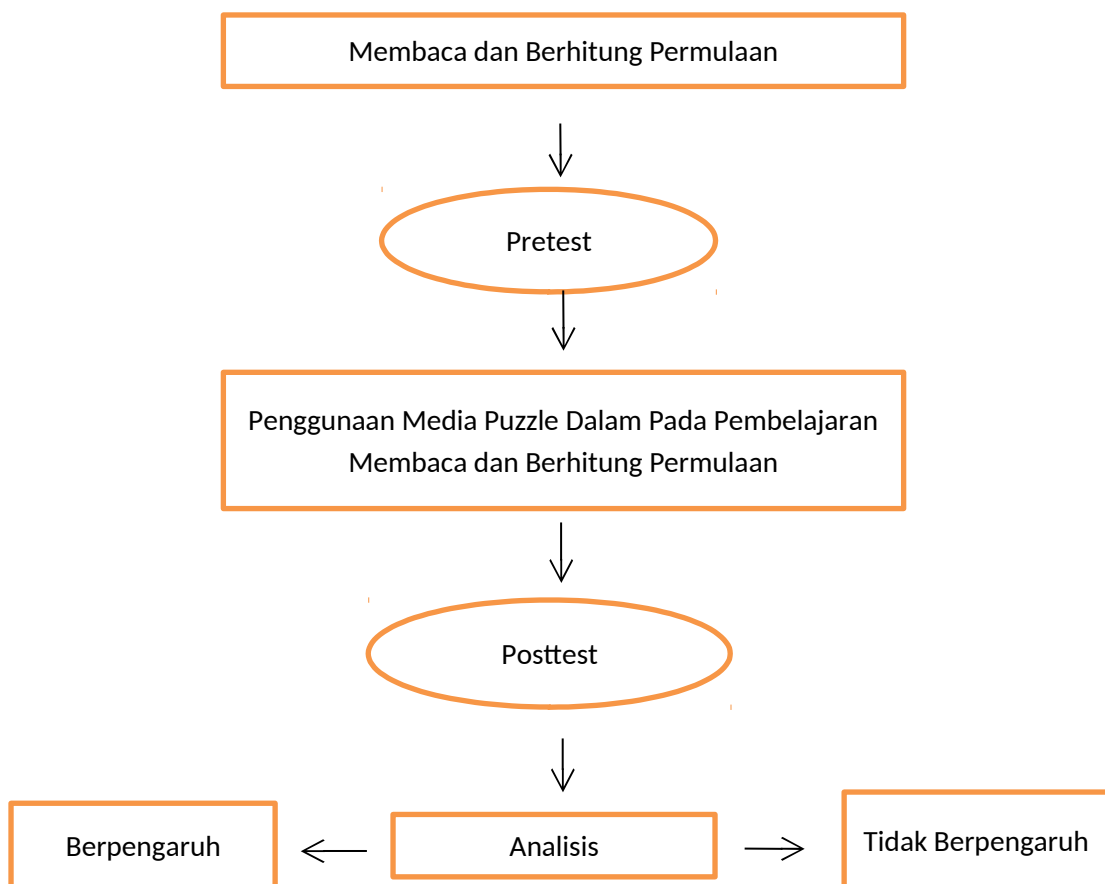 Membaca dan Berhitung Permulaan
Pretest
Penggunaan Media Puzzle Dalam Pada Pembelajaran
Membaca dan Berhitung Permulaan
Posttest
Berpengaruh
Analisis
Tidak Berpengaruh